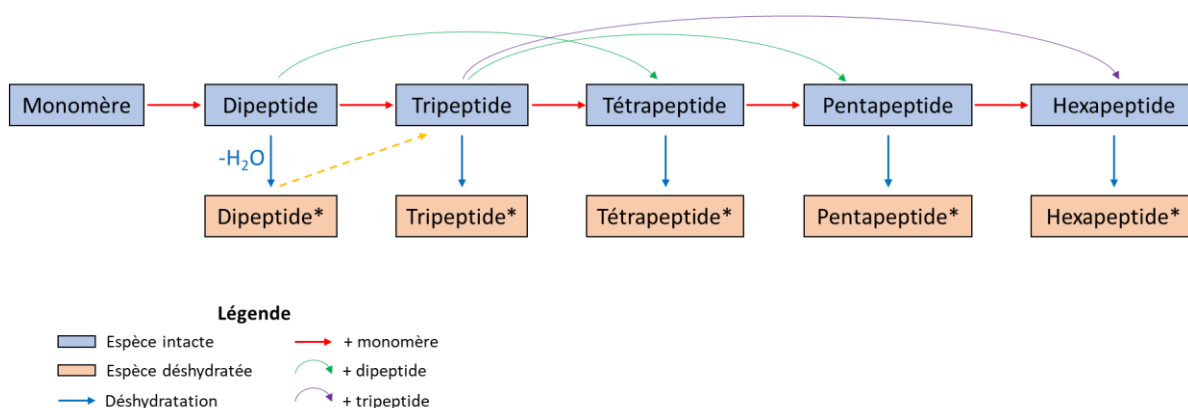 Monomère Dipeptide Tripeptide Tétrapeptide Pentapeptide Hexapeptide
-H₂O
Dipeptide* Tripeptide* Tétrapeptide* Pentapeptide* Hexapeptide*
Légende
Espèce intacte + monomère
Espèce déshydratée + dipeptide
Déshydratation + tripeptide